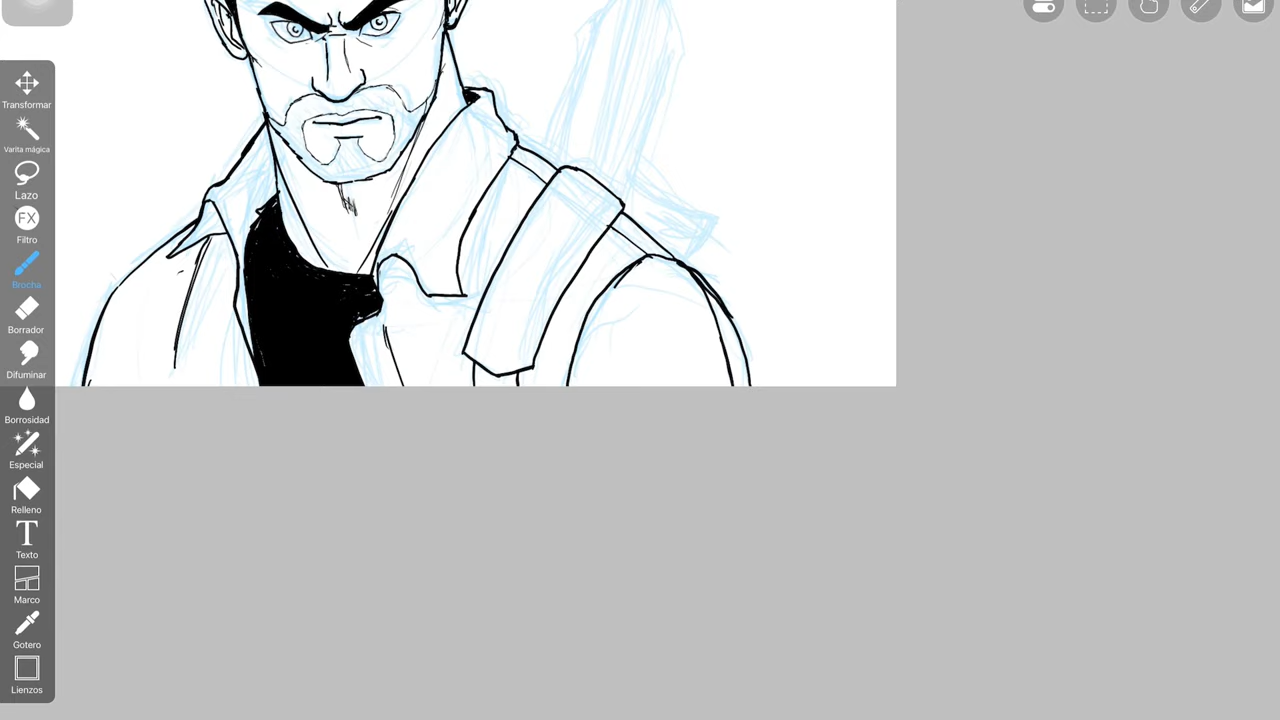 Transformar
Varita mágica
Lazo
FX
Filtro
Brocha
Borrador
Difuminar
Borrosidad
Especial
Relleno
T
Texto
Marco
Gotero
Lienzos